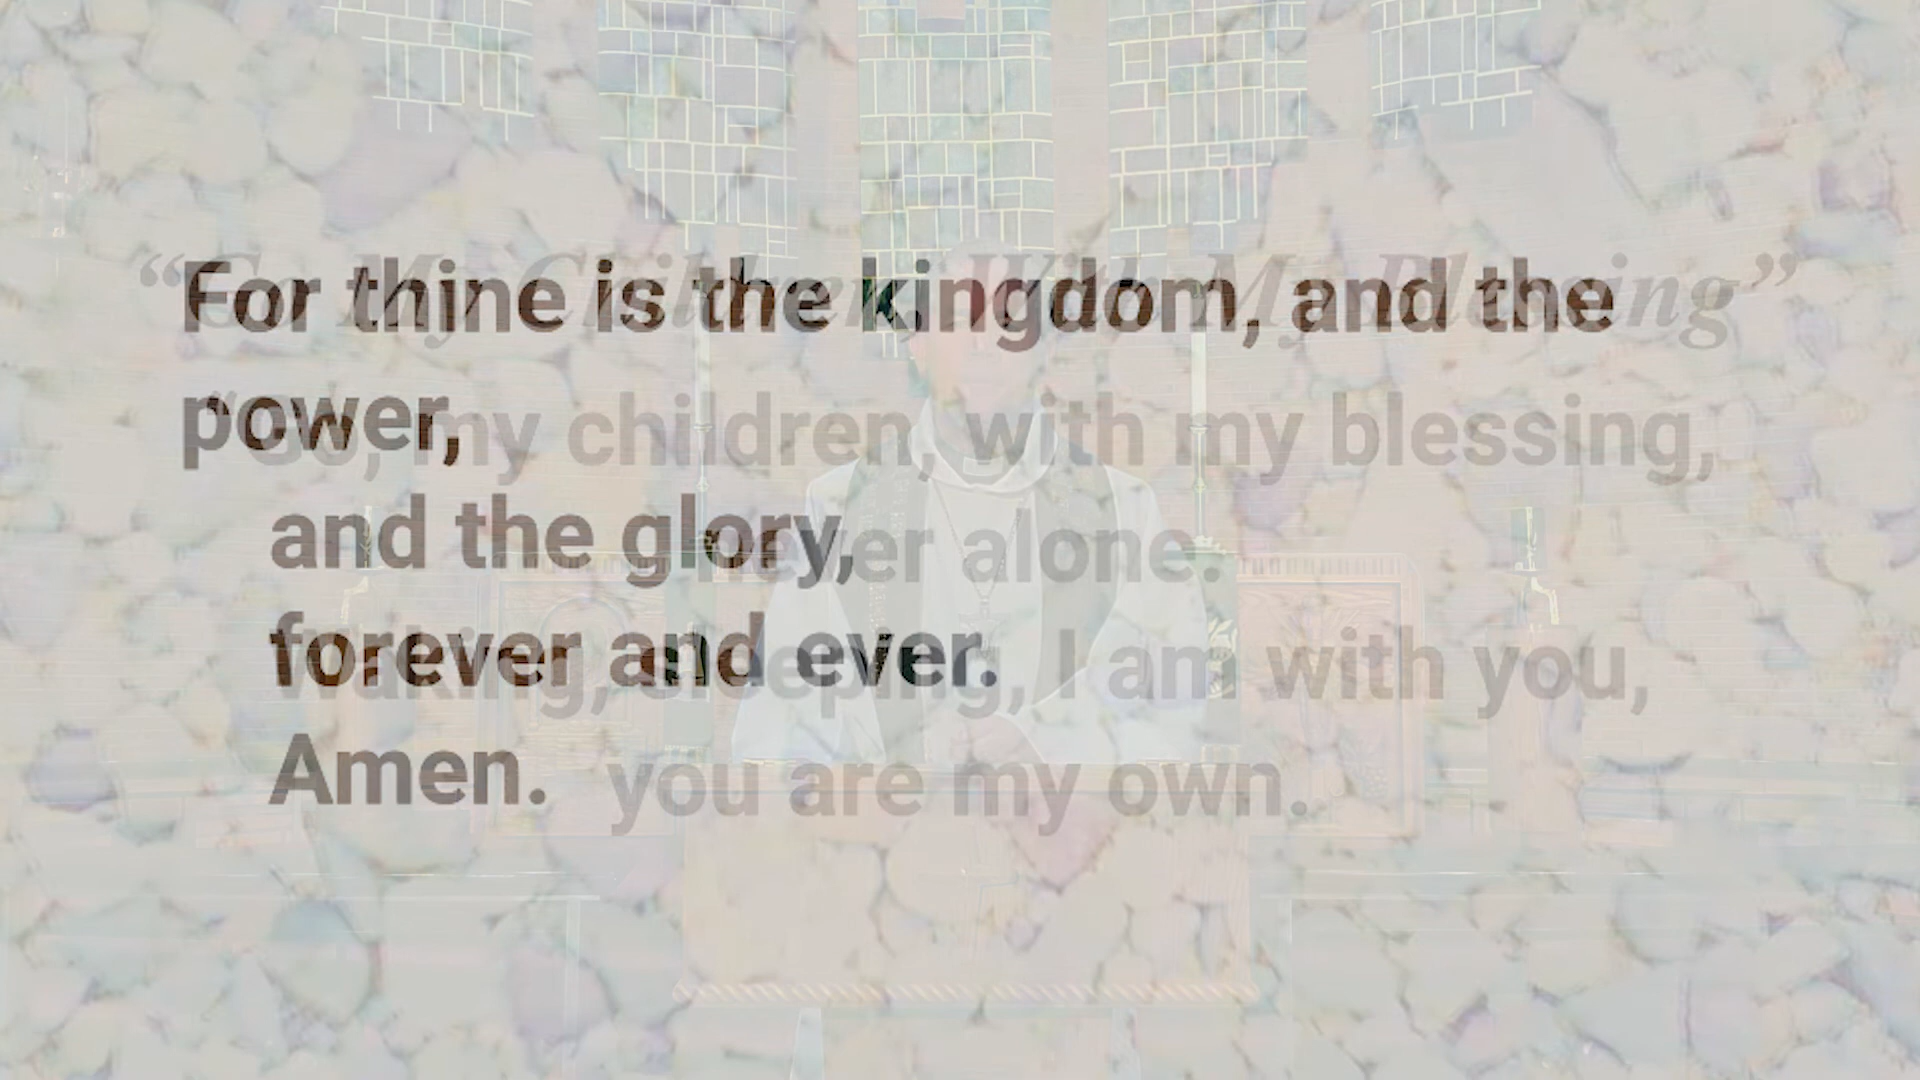 “Go, My Children, With My Blessing”
For thine is the kingdom, and the
power,
“Go, my children, with my blessing,
and the glory,
never alone.
forever and ever.
Waking, sleeping, I am with you,
Amen.
you are my own.